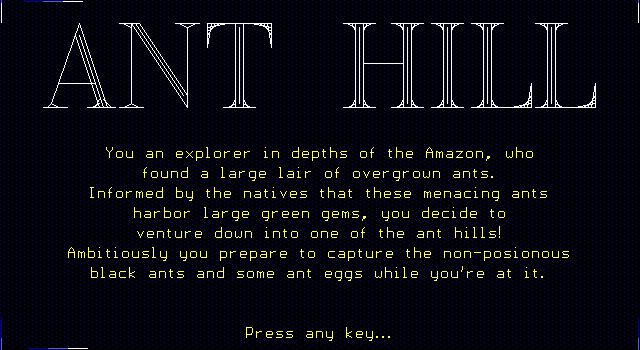 ANT HILL
You an explorer in depths of the Amazon, who
found a large lair of overgrown ants.
Informed by the natives that these menacing ants
harbor large green gems, you decide to
venture down into one of the ant hills!
Ambitiously you prepare to capture the non-posionous
black ants and some ant eggs while you're at it.
Press any key...